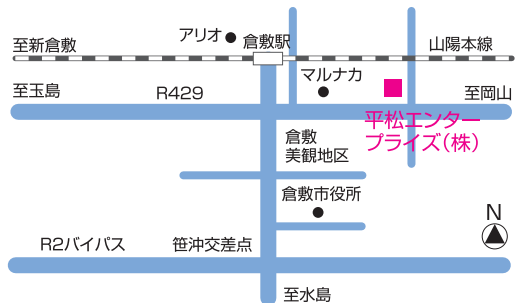 アリオ
倉敷駅
至新倉敷
山陽本線
マルナカ
至玉島
R429
至岡山
平松エンター
プライズ(株)
倉敷
美観地区
倉敷市役所
N
R2バイパス
笹沖交差点
至水島